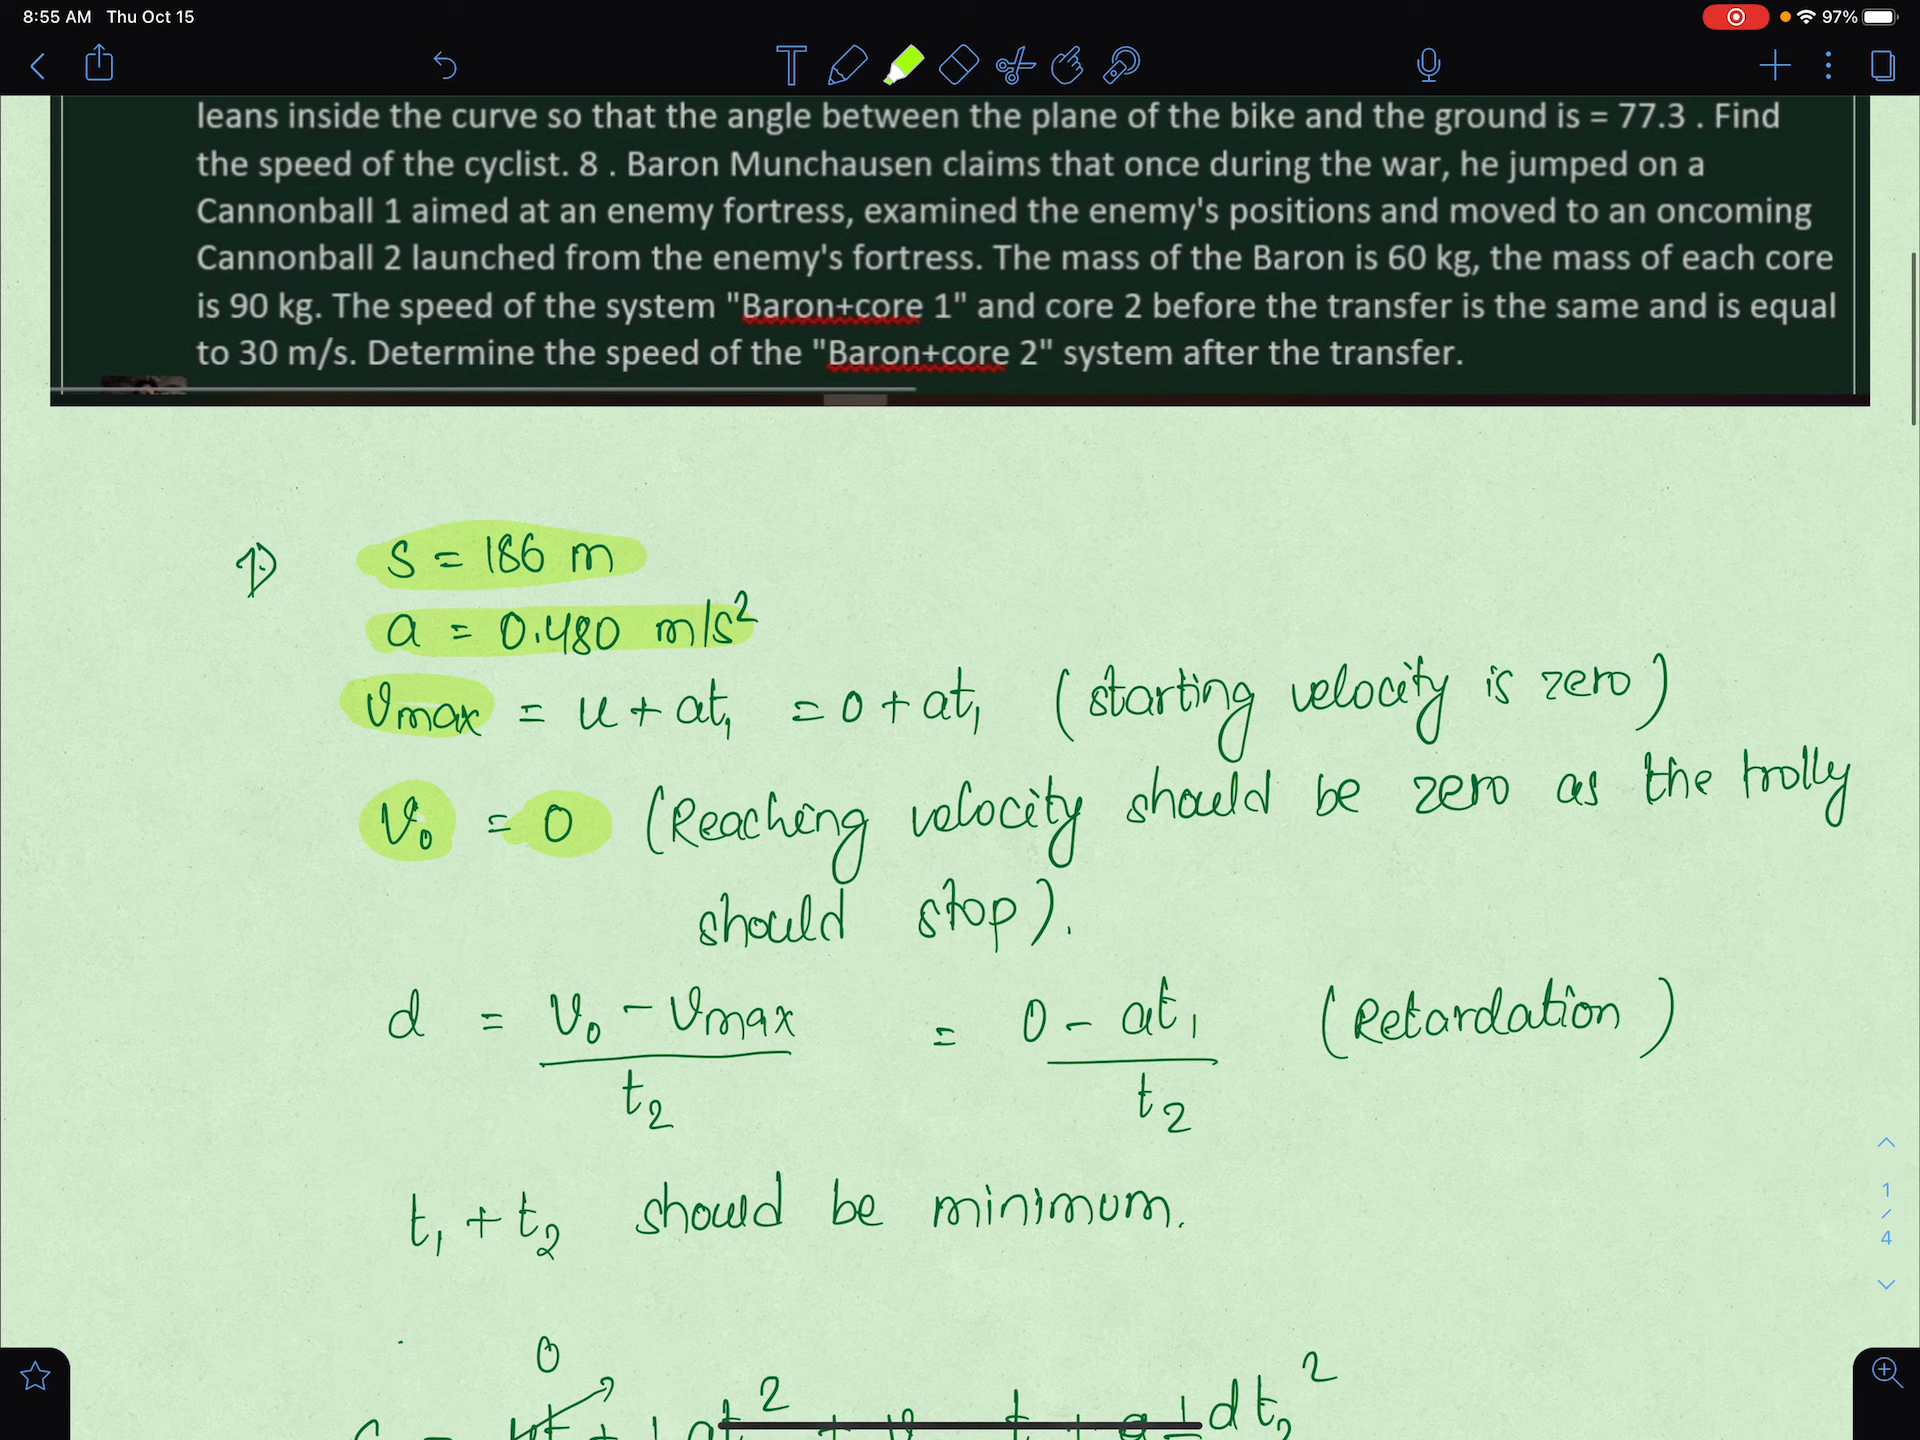 8:55 AM Thu Oct 15
97%
leans inside the curve so that the angle between the plane of the bike and the ground is = 77.3 . Find
the speed of the cyclist. 8 . Baron Munchausen claims that once during the war, he jumped on a
Cannonball 1 aimed at an enemy fortress, examined the enemy's positions and moved to an oncoming
Cannonball 2 launched from the enemy's fortress. The mass of the Baron is 60 kg, the mass of each core
is 90 kg. The speed of the system "Baron+core 1" and core 2 before the transfer is the same and is equal
to 30 m/s. Determine the speed of the "Baron+core 2" system after the transfer.
1) s = 186 m
a = 0.480 m/s²
vmax = u + at₁ = 0 + at₁ (starting velocity is zero)
v₀ = 0 (Reaching velocity should be zero as the trolly
should stop).
d = v₀ - vmax / t₂ = 0 - at₁ / t₂ (Retardation)
t₁ + t₂ should be minimum.
1
/
4
0